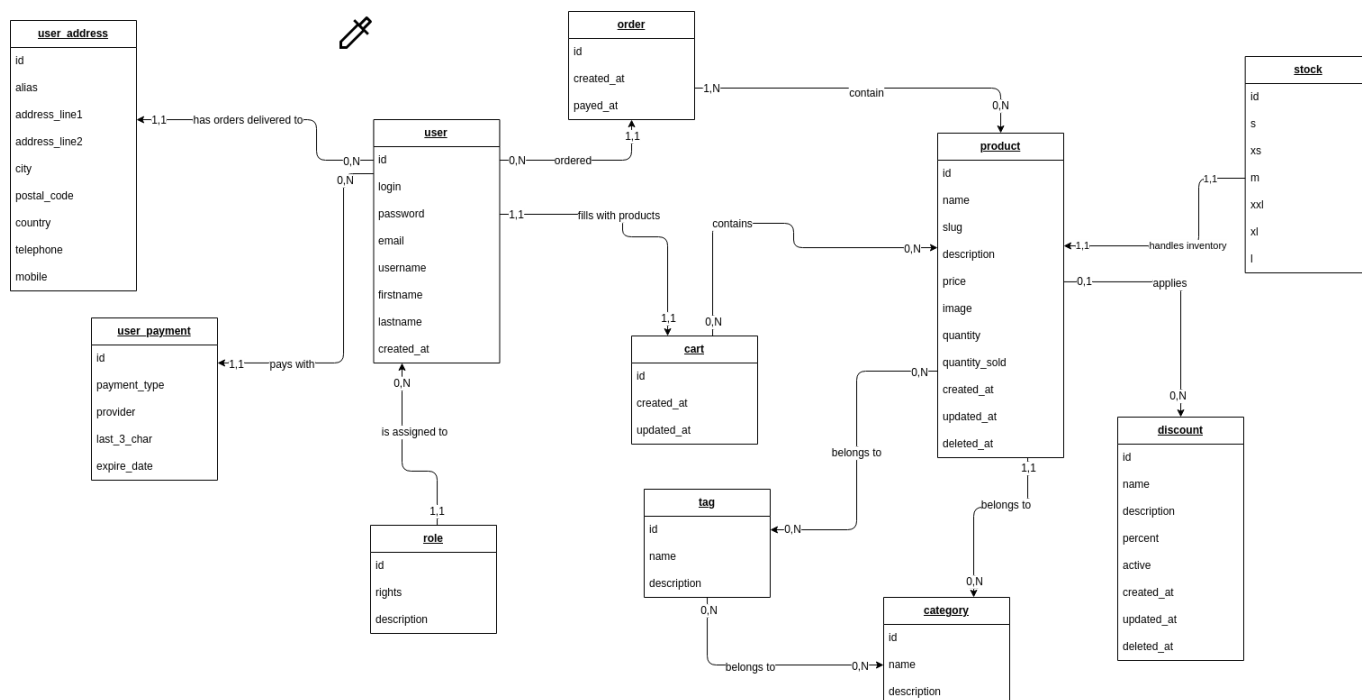 user_address
id
alias
address_line1
address_line2
city
postal_code
country
telephone
mobile
1,1
has orders delivered to
0,N
user
id
login
password
email
username
firstname
lastname
created_at
0,N
ordered
1,1
order
id
created_at
payed_at
1,N
contain
0,N
product
id
name
slug
description
price
image
quantity
quantity_sold
created_at
updated_at
deleted_at
stock
id
s
xs
m
xxl
xl
l
1,1
handles inventory
1,1
0,1
applies
0,N
discount
id
name
description
percent
active
created_at
updated_at
deleted_at
1,1
fills with products
1,1
cart
id
created_at
updated_at
0,N
contains
0,N
0,N
pays with
1,1
user_payment
id
payment_type
provider
last_3_char
expire_date
0,N
is assigned to
1,1
role
id
rights
description
0,N
belongs to
0,N
tag
id
name
description
0,N
belongs to
0,N
1,1
belongs to
0,N
category
id
name
description